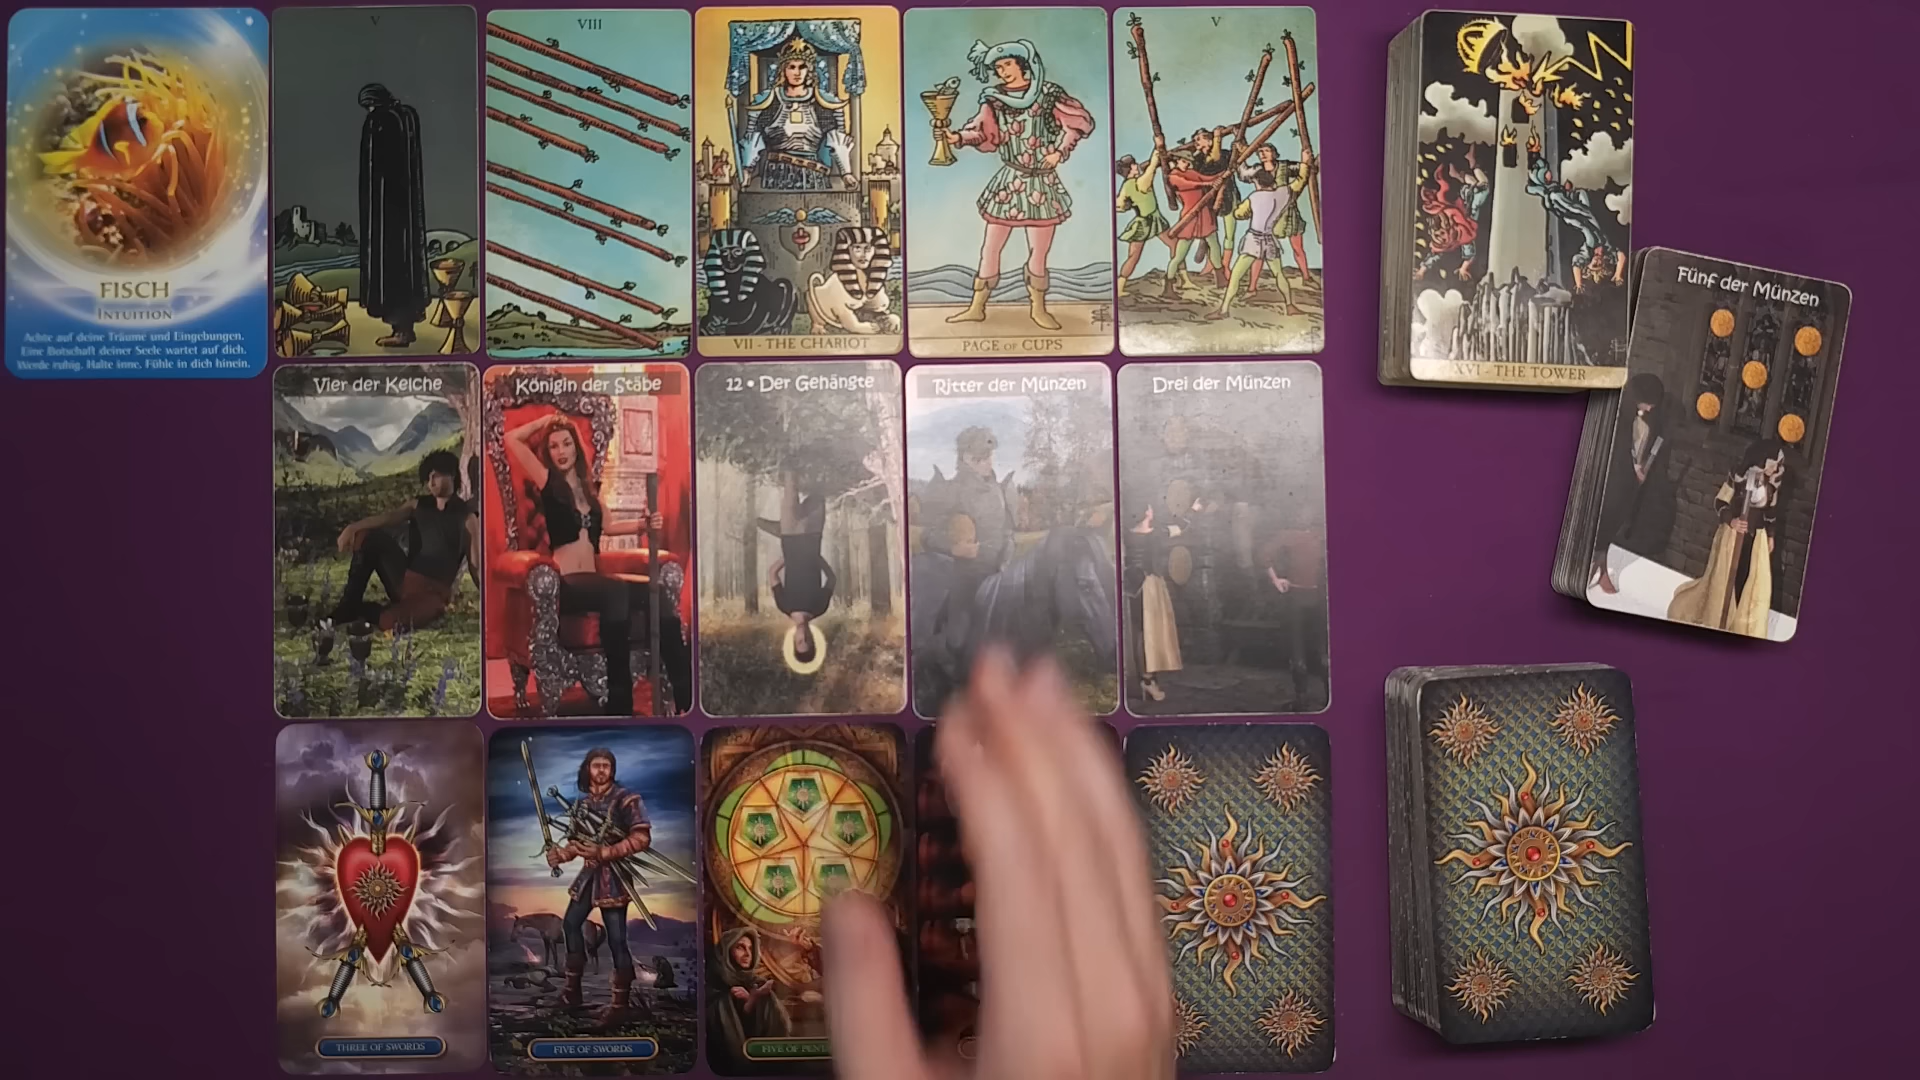 FISCH
INTUITION
Achte auf deine Träume und Eingebungen.
Eine Botschaft deiner Seele wartet auf dich.
Werde ruhig. Halte inne. Fühle in dich hinein.
V
VIII
VII - THE CHARIOT
PAGE OF CUPS
V
XVI - THE TOWER
Fünf der Münzen
Vier der Kelche
Königin der Stäbe
12 • Der Gehängte
Ritter der Münzen
Drei der Münzen
THREE OF SWORDS
FIVE OF SWORDS
FIVE OF